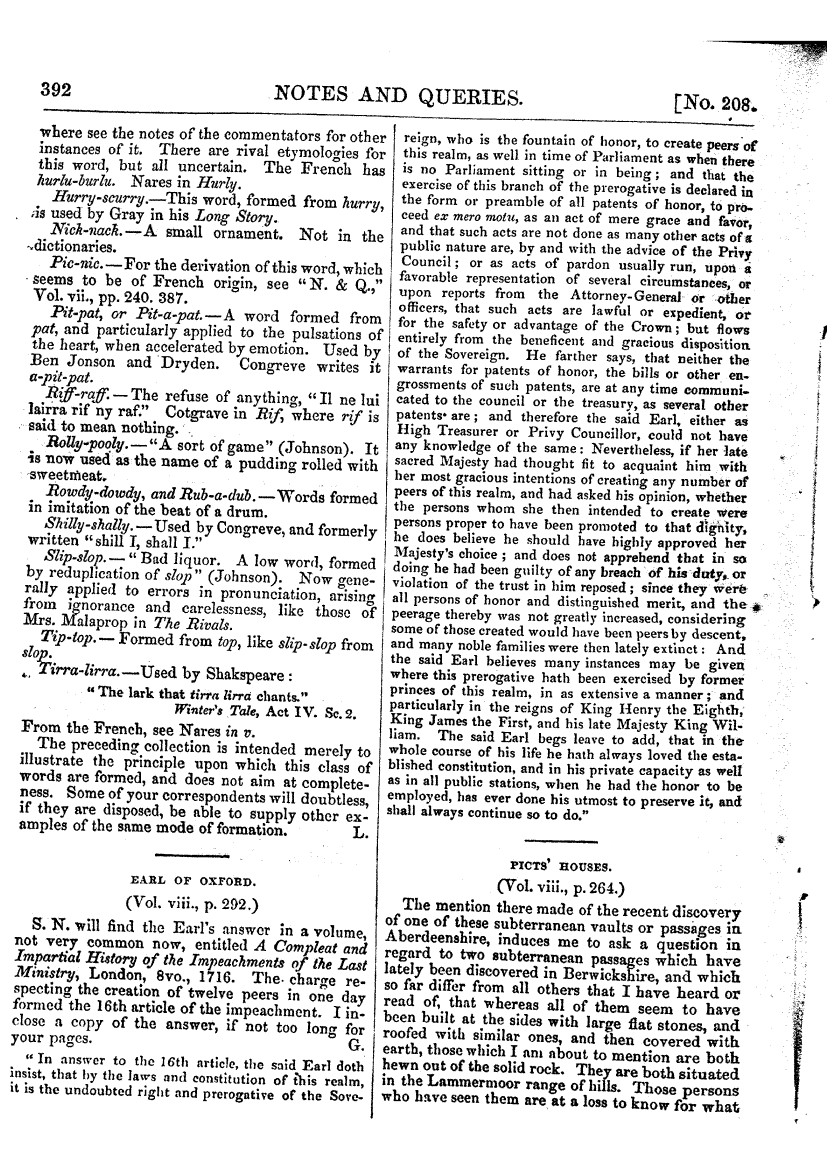 392 NOTES AND QUERIES. [No. 208.
where see the notes of the commentators for other
instances of it. There are rival etymologies for
this word, but all uncertain. The French has
hurlu-burlu. Nares in Hurly.
Hurry-scurry.—This word, formed from hurry,
is used by Gray in his Long Story.
Nick-nack.—A small ornament. Not in the
dictionaries.
Pic-nic.—For the derivation of this word, which
seems to be of French origin, see "N. & Q.,"
Vol. vii., pp. 240. 387.
Pit-pat, or Pit-a-pat.—A word formed from
pat, and particularly applied to the pulsations of
the heart, when accelerated by emotion. Used by
Ben Jonson and Dryden. Congreve writes it
a-pit-pat.
Riff-raff.—The refuse of anything, "Il ne lui
lairra rif ny raf." Cotgrave in Rif, where rif is
said to mean nothing.
Rolly-pooly.—"A sort of game" (Johnson). It
is now used as the name of a pudding rolled with
sweetmeat.
Rowdy-dowdy, and Rub-a-dub.—Words formed
in imitation of the beat of a drum.
Shilly-shally.—Used by Congreve, and formerly
written "shill I, shall I."
Slip-slop.—"Bad liquor. A low word, formed
by reduplication of slop" (Johnson). Now gene-
rally applied to errors in pronunciation, arising
from ignorance and carelessness, like those of
Mrs. Malaprop in The Rivals.
Tip-top.—Formed from top, like slip-slop from
slop.
Tirra-lirra.—Used by Shakspeare:
"The lark that tirra lirra chants."
Winter's Tale, Act IV. Sc. 2.
From the French, see Nares in v.
The preceding collection is intended merely to
illustrate the principle upon which this class of
words are formed, and does not aim at complete-
ness. Some of your correspondents will doubtless,
if they are disposed, be able to supply other ex-
amples of the same mode of formation. L.
EARL OF OXFORD.
(Vol. viii., p. 292.)
S. N. will find the Earl's answer in a volume,
not very common now, entitled A Compleat and
Impartial History of the Impeachments of the Last
Ministry, London, 8vo., 1716. The charge re-
specting the creation of twelve peers in one day
formed the 16th article of the impeachment. I in-
close a copy of the answer, if not too long for
your pages. G.
"In answer to the 16th article, the said Earl doth
insist, that by the laws and constitution of this realm,
it is the undoubted right and prerogative of the Sove-
reign, who is the fountain of honor, to create peers of
this realm, as well in time of Parliament as when there
is no Parliament sitting or in being; and that the
exercise of this branch of the prerogative is declared in
the form or preamble of all patents of honor, to pro-
ceed ex mero motu, as an act of mere grace and favor,
and that such acts are not done as many other acts of a
public nature are, by and with the advice of the Privy
Council; or as acts of pardon usually run, upon a
favorable representation of several circumstances, or
upon reports from the Attorney-General or other
officers, that such acts are lawful or expedient, or
for the safety or advantage of the Crown; but flows
entirely from the beneficent and gracious disposition
of the Sovereign. He farther says, that neither the
warrants for patents of honor, the bills or other en-
grossments of such patents, are at any time communi-
cated to the council or the treasury, as several other
patents are; and therefore the said Earl, either as
High Treasurer or Privy Councillor, could not have
any knowledge of the same: Nevertheless, if her late
sacred Majesty had thought fit to acquaint him with
her most gracious intentions of creating any number of
peers of this realm, and had asked his opinion, whether
the persons whom she then intended to create were
persons proper to have been promoted to that dignity,
he does believe he should have highly approved her
Majesty's choice; and does not apprehend that in so
doing he had been guilty of any breach of his duty, or
violation of the trust in him reposed; since they were
all persons of honor and distinguished merit, and the
peerage thereby was not greatly increased, considering
some of those created would have been peers by descent,
and many noble families were then lately extinct: And
the said Earl believes many instances may be given
where this prerogative hath been exercised by former
princes of this realm, in as extensive a manner; and
particularly in the reigns of King Henry the Eighth,
King James the First, and his late Majesty King Wil-
liam. The said Earl begs leave to add, that in the
whole course of his life he hath always loved the esta-
blished constitution, and in his private capacity as well
as in all public stations, when he had the honor to be
employed, has ever done his utmost to preserve it, and
shall always continue so to do."
PICTS' HOUSES.
(Vol. viii., p. 264.)
The mention there made of the recent discovery
of one of these subterranean vaults or passages in
Aberdeenshire, induces me to ask a question in
regard to two subterranean passages which have
lately been discovered in Berwickshire, and which
so far differ from all others that I have heard or
read of, that whereas all of them seem to have
been built at the sides with large flat stones, and
roofed with similar ones, and then covered with
earth, those which I am about to mention are both
hewn out of the solid rock. They are both situated
in the Lammermoor range of hills. Those persons
who have seen them are at a loss to know for what